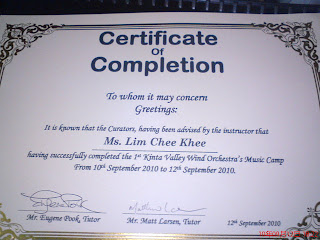 Certificate
Of
Completion
To whom it may concern
Greetings:
It is known that the Curators, having been advised by the instructor that
Ms. Lim Chee Khee
having successfully completed the 1st Kinta Valley Wind Orchestra's Music Camp
From 10th September 2010 to 12th September 2010.
Mr. Eugene Pook, Tutor
Mr. Matt Larsen, Tutor
12th September 2010